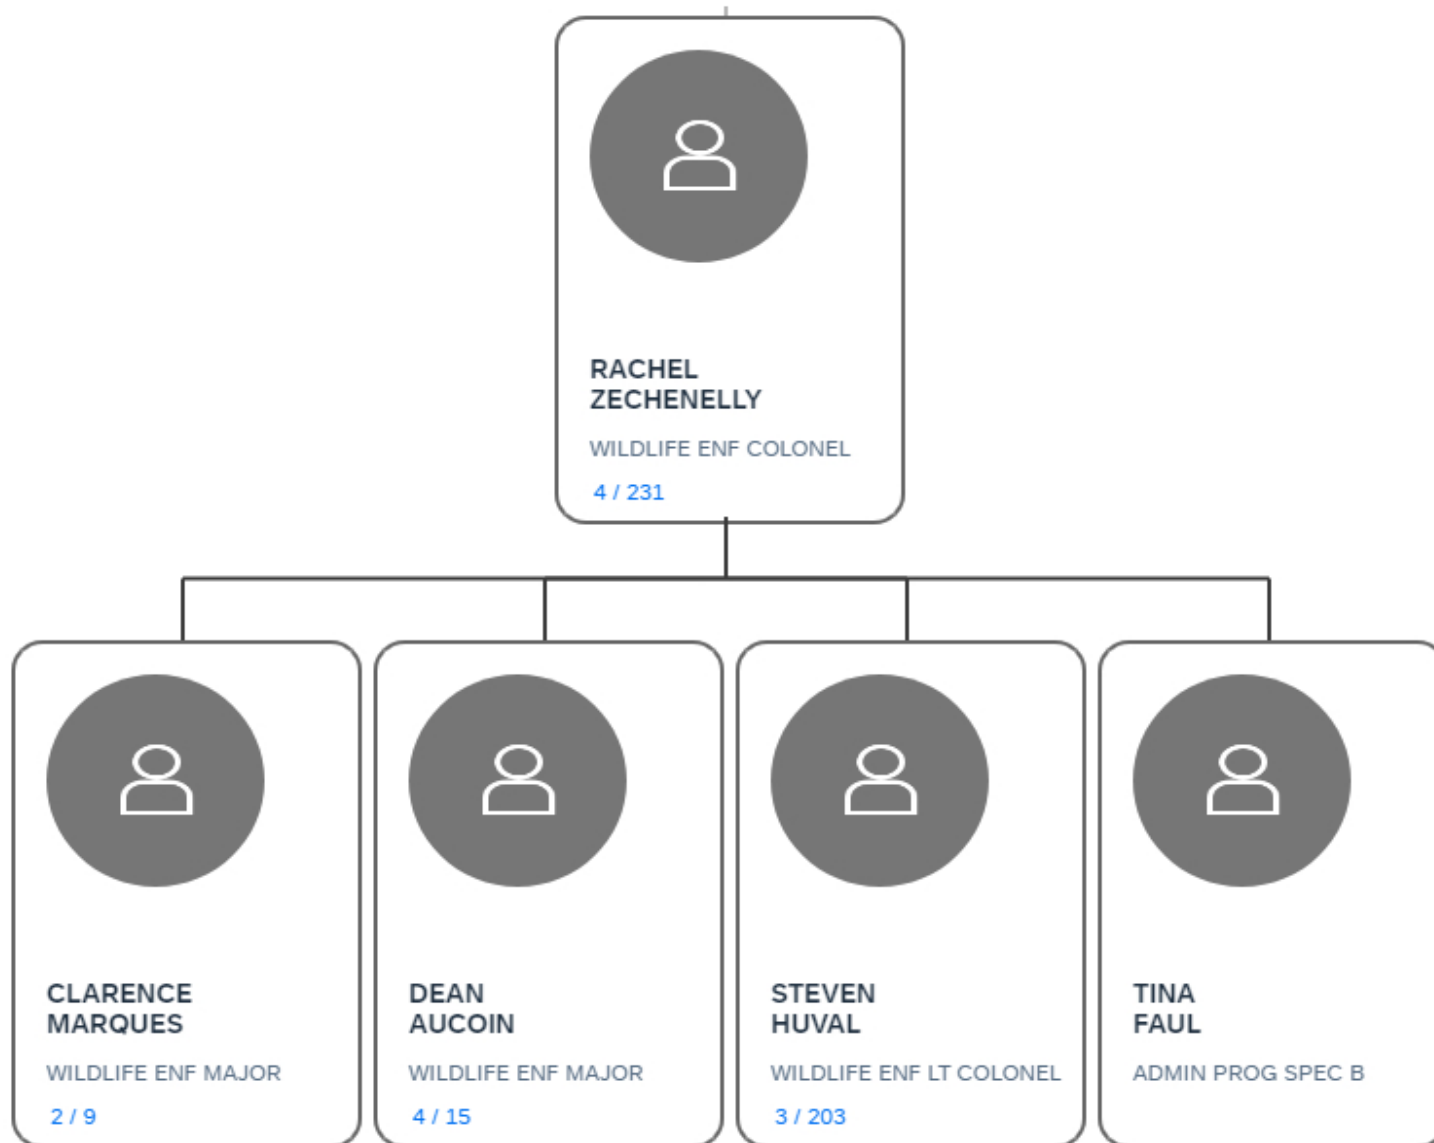 RACHEL
ZECHENELLY
WILDLIFE ENF COLONEL
4 / 231
CLARENCE
MARQUES
WILDLIFE ENF MAJOR
2 / 9
DEAN
AUCOIN
WILDLIFE ENF MAJOR
4 / 15
STEVEN
HUVAL
WILDLIFE ENF LT COLONEL
3 / 203
TINA
FAUL
ADMIN PROG SPEC B